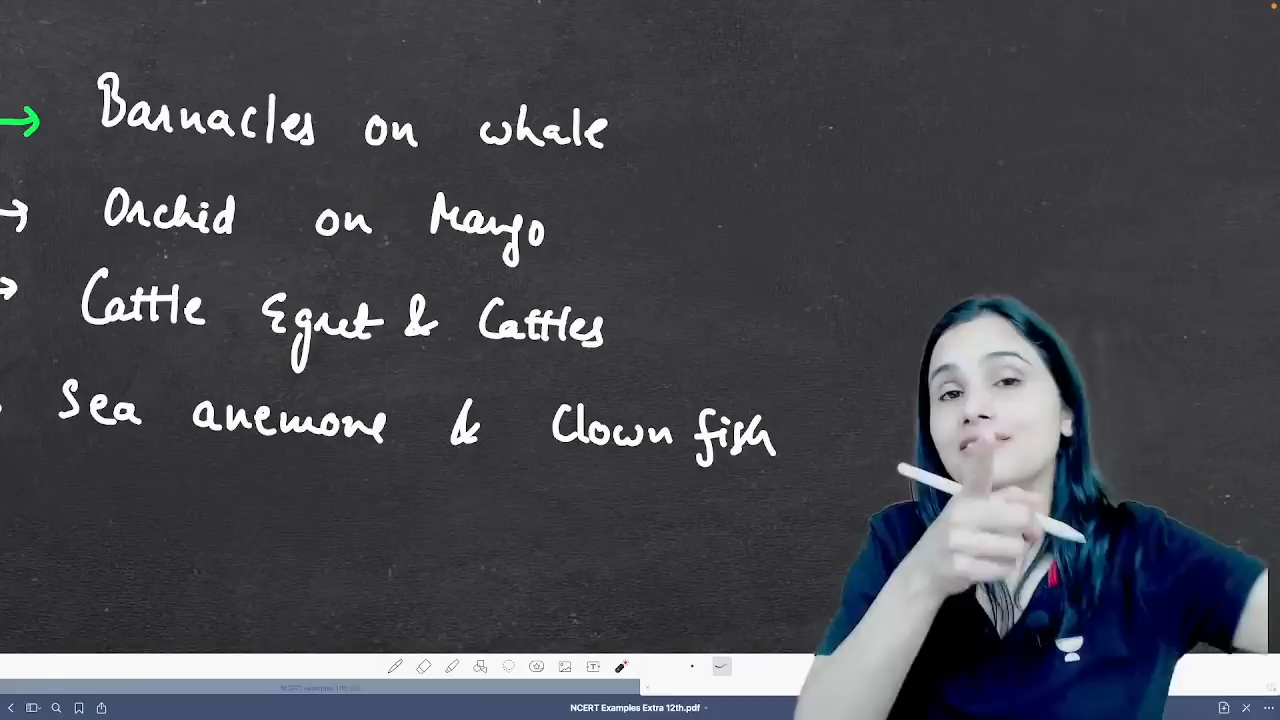 Barnacles on whale
Orchid on Mango
Cattle Egret & Cattles
Sea anemone & Clown fish
NCERT Examples Extra 12th.pdf